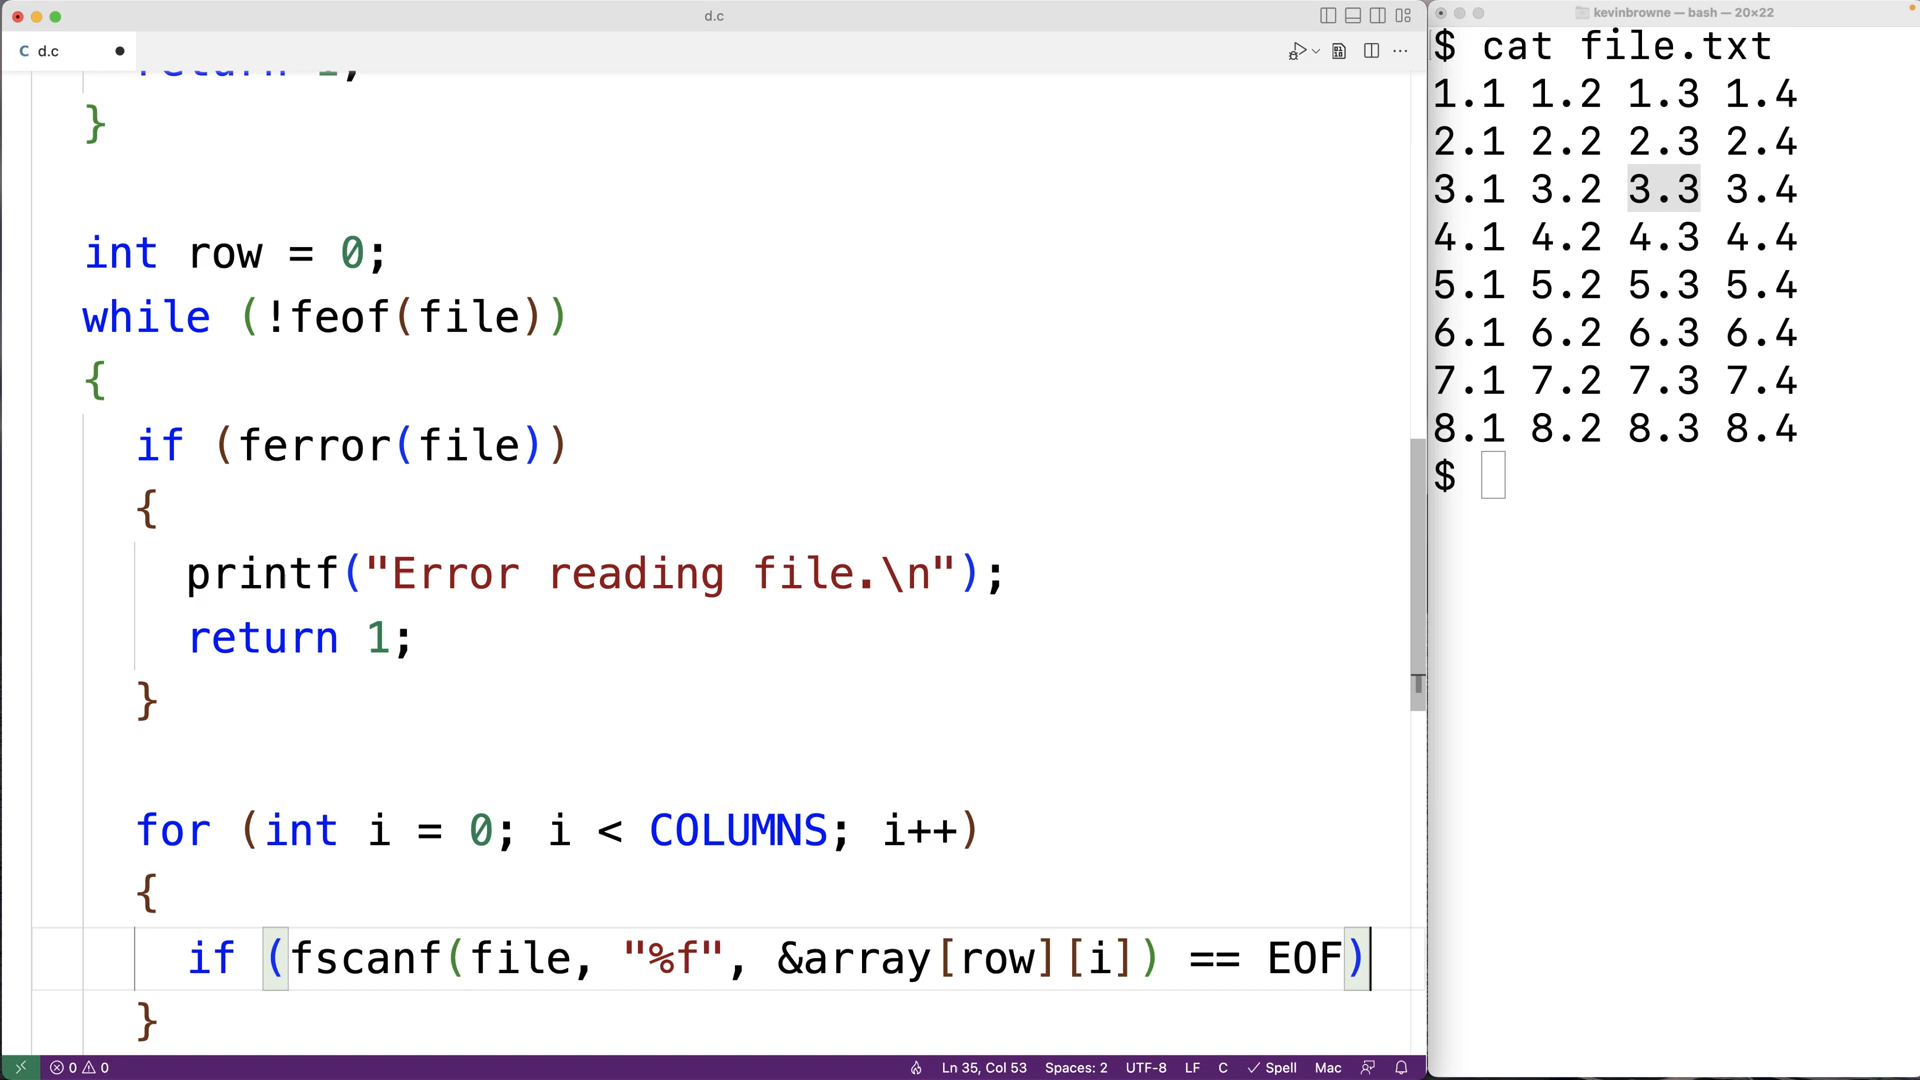 d.c
C d.c
return 1;
}
int row = 0;
while (!feof(file))
{
if (ferror(file))
{
printf("Error reading file.\n");
return 1;
}
for (int i = 0; i < COLUMNS; i++)
{
if (fscanf(file, "%f", &array[row][i]) == EOF)
}
0 0
Ln 35, Col 53 Spaces: 2 UTF-8 LF C Spell Mac
kevinbrowne — bash — 20×22
$ cat file.txt
1.1 1.2 1.3 1.4
2.1 2.2 2.3 2.4
3.1 3.2 3.3 3.4
4.1 4.2 4.3 4.4
5.1 5.2 5.3 5.4
6.1 6.2 6.3 6.4
7.1 7.2 7.3 7.4
8.1 8.2 8.3 8.4
$